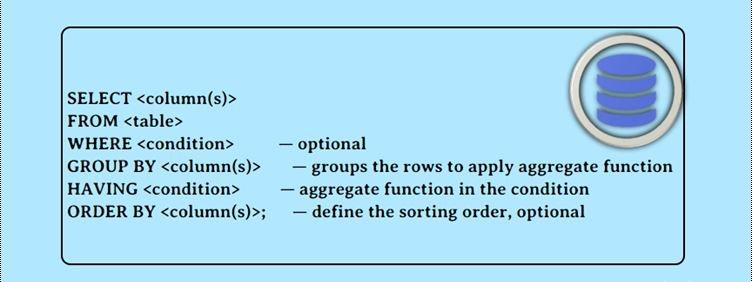 SELECT <column(s)>
FROM <table>
WHERE <condition> — optional
GROUP BY <column(s)> — groups the rows to apply aggregate function
HAVING <condition> — aggregate function in the condition
ORDER BY <column(s)>; — define the sorting order, optional